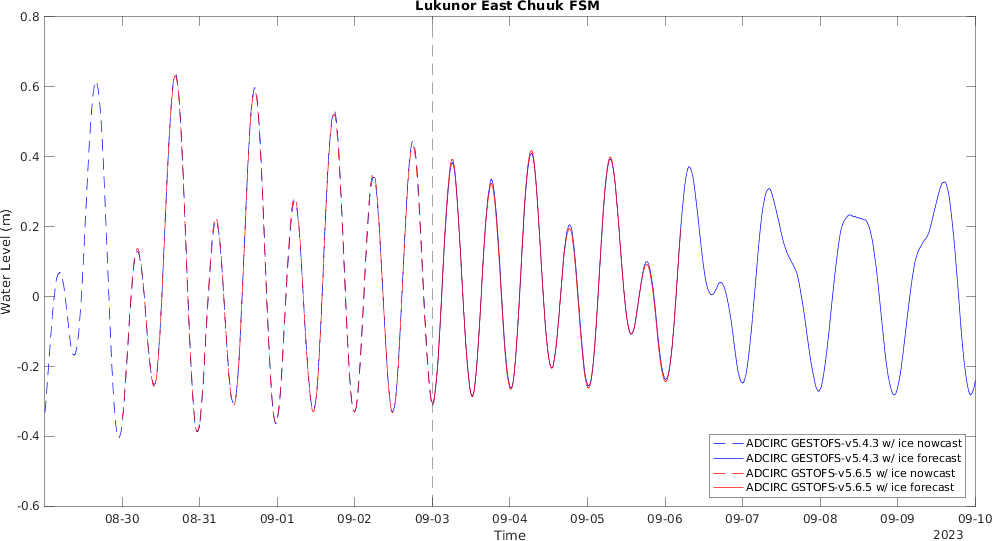 Lukunor East Chuuk FSM
Water Level (m)
0.8
0.6
0.4
0.2
0
-0.2
-0.4
-0.6
ADCIRC GESTOFS-v5.4.3 w/ ice nowcast
ADCIRC GESTOFS-v5.4.3 w/ ice forecast
ADCIRC GSTOFS-v5.6.5 w/ ice nowcast
ADCIRC GSTOFS-v5.6.5 w/ ice forecast
08-30 08-31 09-01 09-02 09-03 09-04 09-05 09-06 09-07 09-08 09-09 09-10
Time
2023